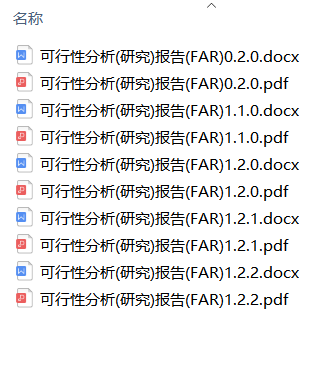 名称
可行性分析(研究)报告(FAR)0.2.0.docx
可行性分析(研究)报告(FAR)0.2.0.pdf
可行性分析(研究)报告(FAR)1.1.0.docx
可行性分析(研究)报告(FAR)1.1.0.pdf
可行性分析(研究)报告(FAR)1.2.0.docx
可行性分析(研究)报告(FAR)1.2.0.pdf
可行性分析(研究)报告(FAR)1.2.1.docx
可行性分析(研究)报告(FAR)1.2.1.pdf
可行性分析(研究)报告(FAR)1.2.2.docx
可行性分析(研究)报告(FAR)1.2.2.pdf